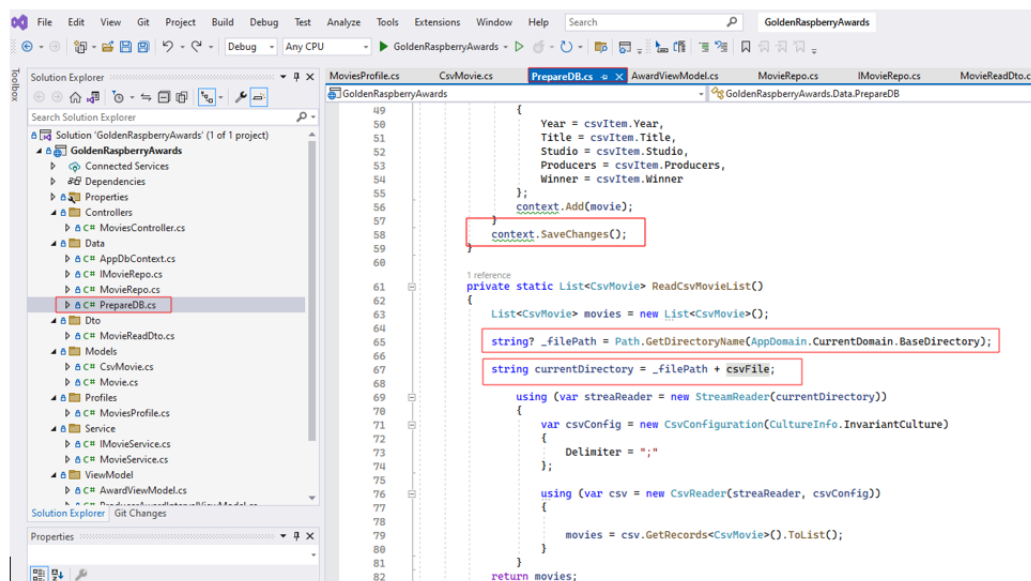 File Edit View Git Project Build Debug Test Analyze Tools Extensions Window Help Search GoldenRaspberryAwards
Debug Any CPU GoldenRaspberryAwards
Toolbox
Solution Explorer
Search Solution Explorer
Solution 'GoldenRaspberryAwards' (1 of 1 project)
GoldenRaspberryAwards
Connected Services
Dependencies
Properties
Controllers
C# MoviesController.cs
Data
C# AppDbContext.cs
C# IMovieRepo.cs
C# MovieRepo.cs
C# PrepareDB.cs
Dto
C# MovieReadDto.cs
Models
C# CsvMovie.cs
C# Movie.cs
Profiles
C# MoviesProfile.cs
Service
C# IMovieService.cs
C# MovieService.cs
ViewModel
C# AwardViewModel.cs
Solution Explorer Git Changes
Properties
MoviesProfile.cs CsvMovie.cs PrepareDB.cs AwardViewModel.cs MovieRepo.cs IMovieRepo.cs MovieReadDto.c
GoldenRaspberryAwards GoldenRaspberryAwards.Data.PrepareDB
49 {
50 Year = csvItem.Year,
51 Title = csvItem.Title,
52 Studio = csvItem.Studio,
53 Producers = csvItem.Producers,
54 Winner = csvItem.Winner
55 };
56 context.Add(movie);
57 }
58 context.SaveChanges();
59 }
60
1 reference
61 private static List<CsvMovie> ReadCsvMovieList()
62 {
63 List<CsvMovie> movies = new List<CsvMovie>();
64
65 string? _filePath = Path.GetDirectoryName(AppDomain.CurrentDomain.BaseDirectory);
66
67 string currentDirectory = _filePath + csvFile;
68
69 using (var streaReader = new StreamReader(currentDirectory))
70 {
71 var csvConfig = new CsvConfiguration(CultureInfo.InvariantCulture)
72 {
73 Delimiter = ";"
74 };
75
76 using (var csv = new CsvReader(streaReader, csvConfig))
77 {
78
79 movies = csv.GetRecords<CsvMovie>().ToList();
80 }
81 }
82 return movies;